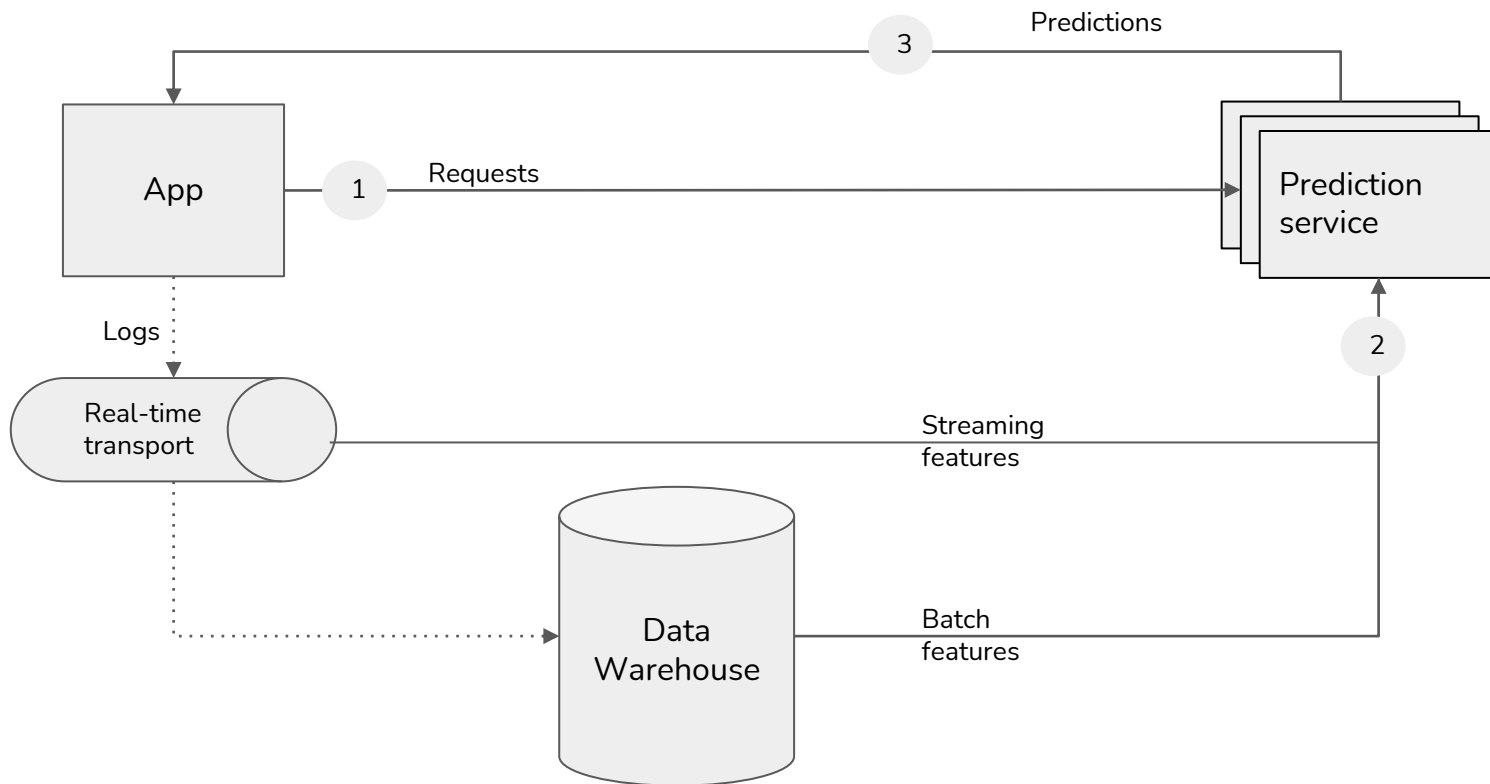 3
Predictions
App
1
Requests
Prediction
service
Logs
2
Real-time
transport
Streaming
features
Data
Warehouse
Batch
features